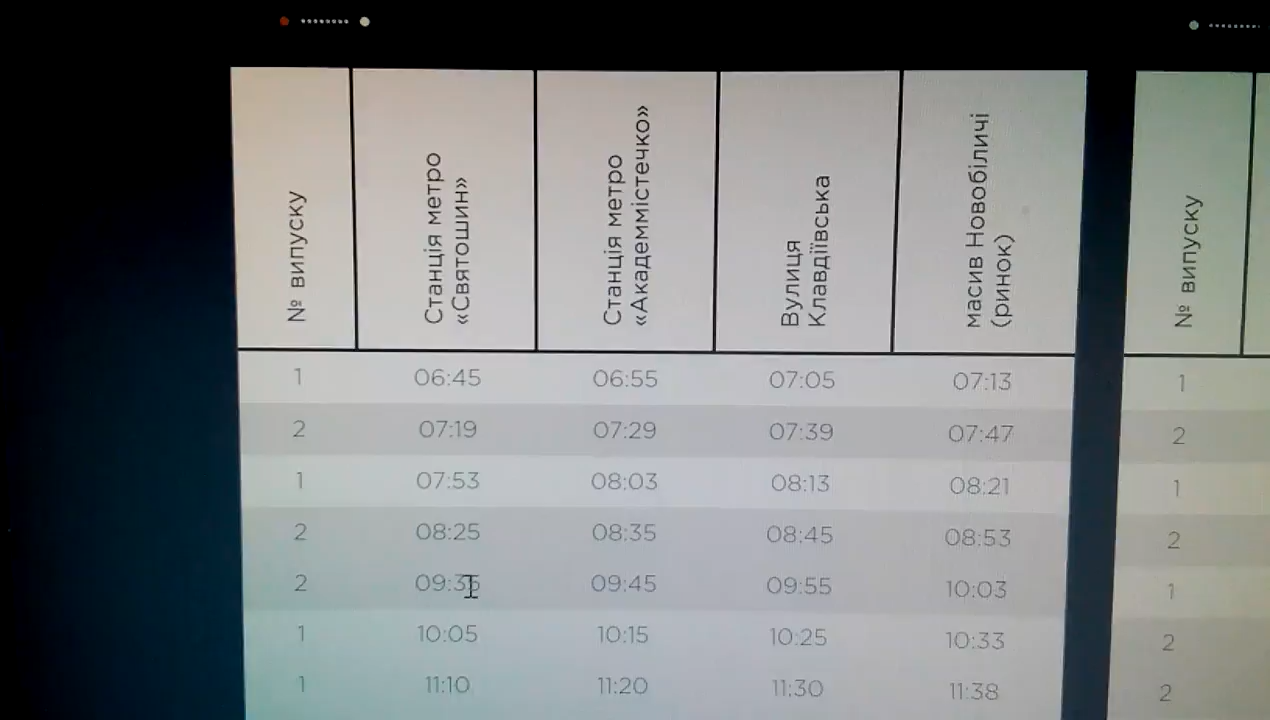 № випуску
Станція метро
«Святошин»
Станція метро
«Академмістечко»
Вулиця
Клавдіївська
масив Новобіличі
(ринок)
№ випуску
1 06:45 06:55 07:05 07:13 1
2 07:19 07:29 07:39 07:47 2
1 07:53 08:03 08:13 08:21 1
2 08:25 08:35 08:45 08:53 2
2 09:35 09:45 09:55 10:03 1
1 10:05 10:15 10:25 10:33 2
1 11:10 11:20 11:30 11:38 2